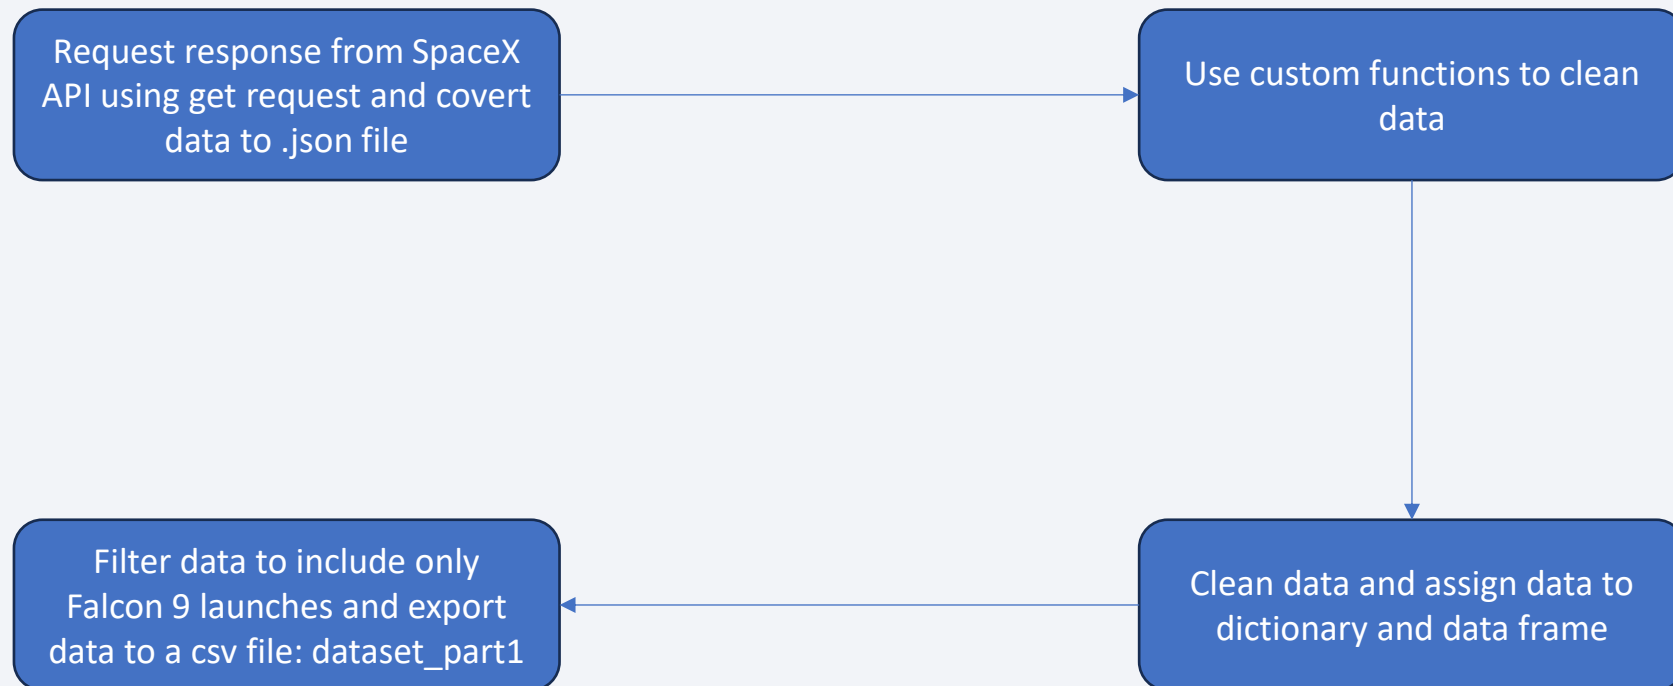 Request response from SpaceX
API using get request and covert
data to .json file
Use custom functions to clean
data
Clean data and assign data to
dictionary and data frame
Filter data to include only
Falcon 9 launches and export
data to a csv file: dataset_part1